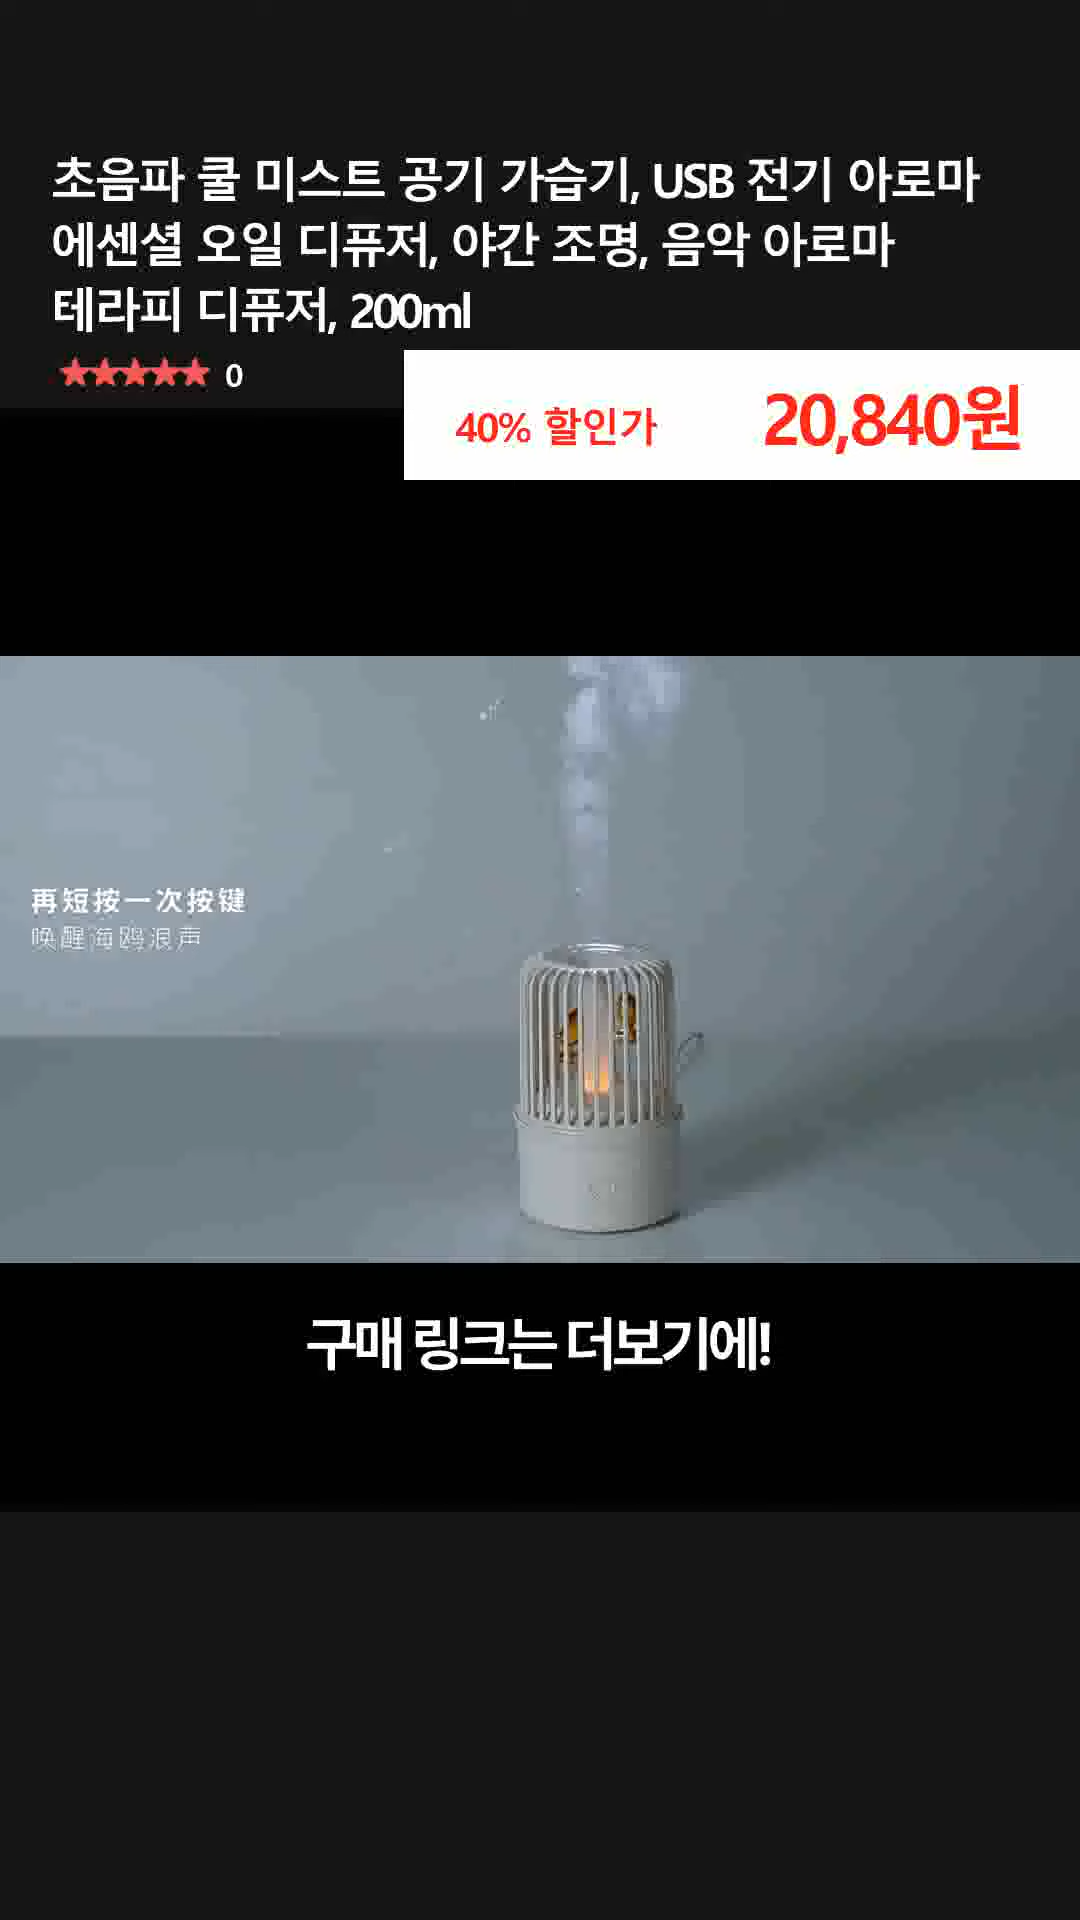 초음파 쿨 미스트 공기 가습기, USB 전기 아로마
에센셜 오일 디퓨저, 야간 조명, 음악 아로마
테라피 디퓨저, 200ml
0
40% 할인가 20,840원
再短按一次按键
唤醒海鸥浪声
구매 링크는 더보기에!